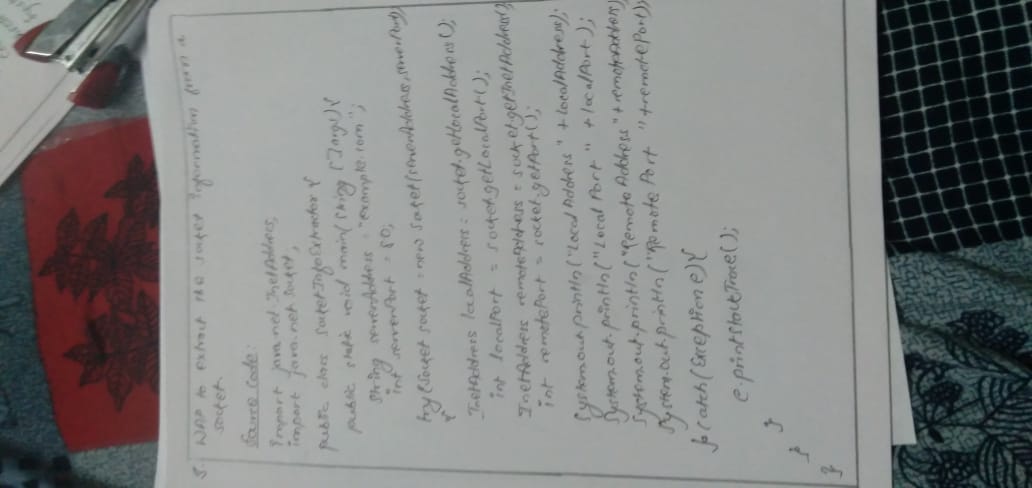 5. WAP to extract the socket information from a
socket.
Source code:
import java.net.InetAddress;
import java.net.Socket;
public class SocketInfoExtractor {
public static void main(String []args){
String serverAddress = "example.com";
int serverPort = 80;
try(Socket socket = new Socket(serverAddress, serverPort)
{
InetAddress localAddress = socket.getLocalAddress();
int localPort = socket.getLocalPort();
InetAddress remoteAddress = socket.getInetAddress();
int remotePort = socket.getPort();
System.out.println("Local Address " + localAddress);
System.out.println("Local Port " + localPort);
System.out.println("Remote Address" + remoteAddress)
System.out.println("Remote Port " + remotePort);
} catch(Exception e){
e.printStackTrace();
}
}
}